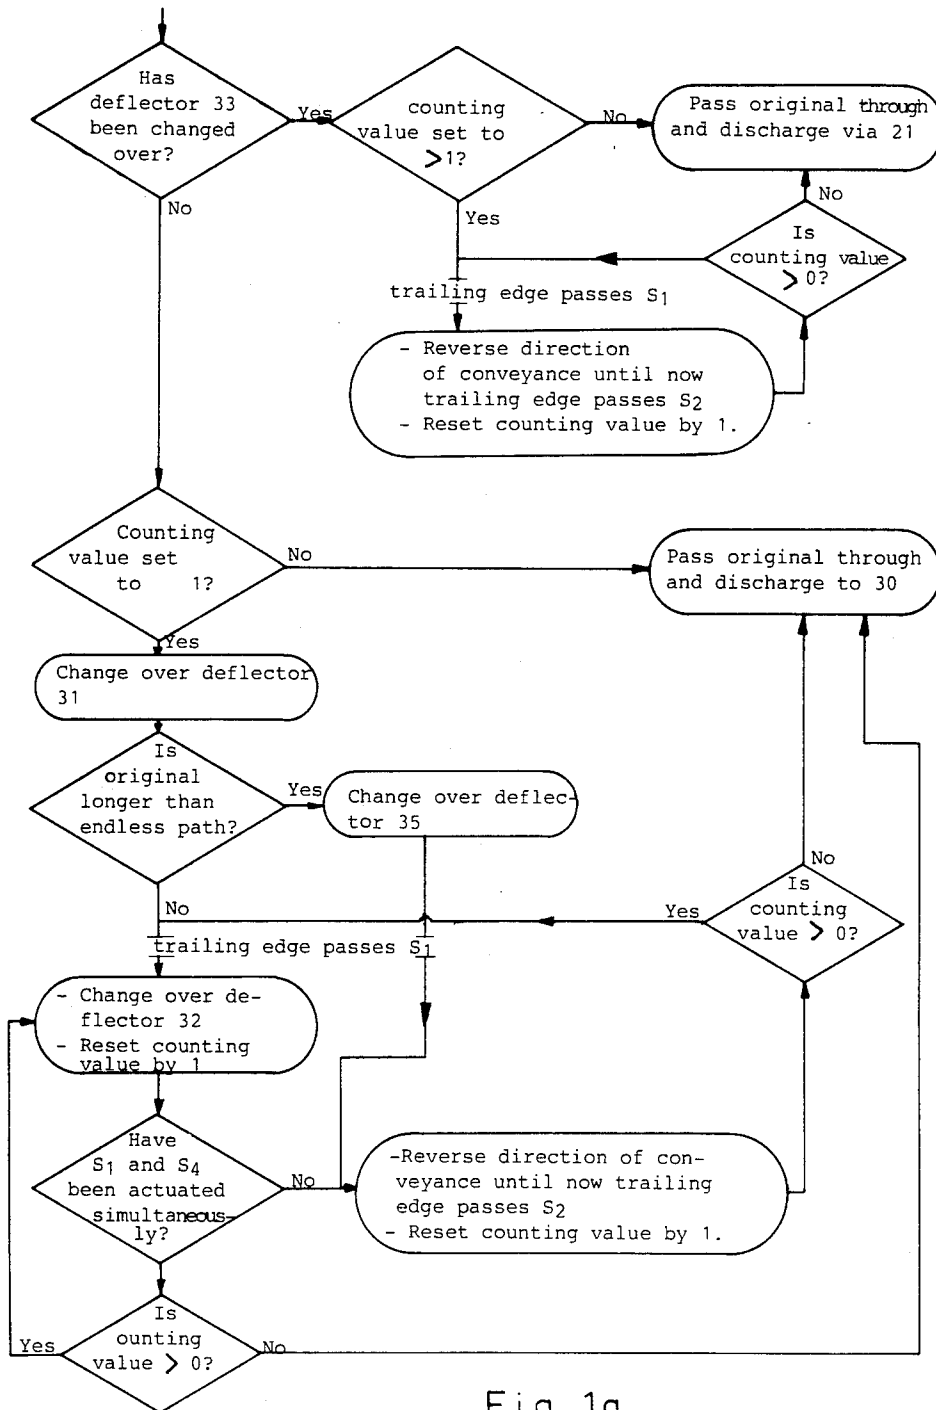 Has
deflector 33
been changed
over?
Yes
counting
value set to
>1?
No
Pass original through
and discharge via 21
No
Yes
No
Is
counting value
> 0?
trailing edge passes S1
- Reverse direction
of conveyance until now
trailing edge passes S2
- Reset counting value by 1.
Counting
value set
to 1?
No
Pass original through
and discharge to 30
Yes
Change over deflector
31
Is
original
longer than
endless path?
Yes
Change over deflec-
tor 35
No
No
Yes
Is
counting
value > 0?
trailing edge passes S1
- Change over de-
flector 32
- Reset counting
value by 1
Have
S1 and S4
been actuated
simultaneous-
ly?
No
-Reverse direction of con-
veyance until now trailing
edge passes S2
- Reset counting value by 1.
Is
ounting
value > 0?
Yes
No
Fig. 1a